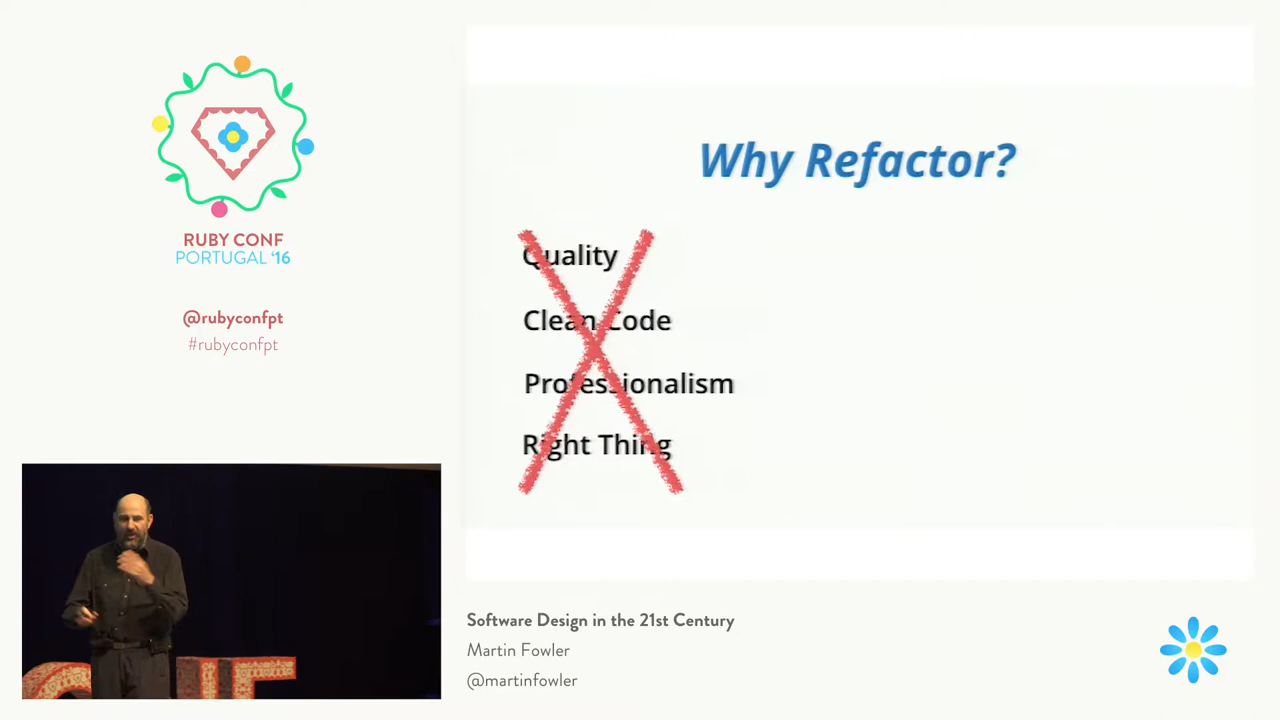 RUBY CONF
PORTUGAL '16
@rubyconfpt
#rubyconfpt
Why Refactor?
Quality
Clean Code
Professionalism
Right Thing
Software Design in the 21st Century
Martin Fowler
@martinfowler